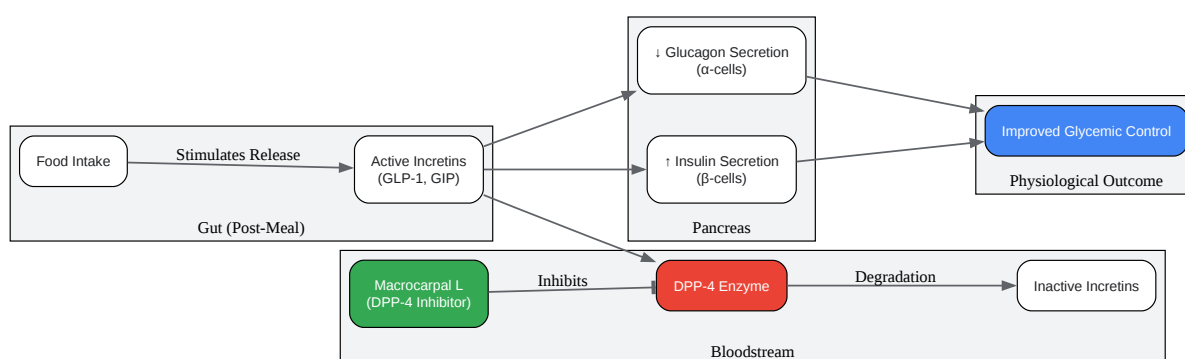 Food Intake
Stimulates Release
Active Incretins
(GLP-1, GIP)
Gut (Post-Meal)
↓ Glucagon Secretion
(α-cells)
↑ Insulin Secretion
(β-cells)
Pancreas
Improved Glycemic Control
Physiological Outcome
Macrocarpal L
(DPP-4 Inhibitor)
Inhibits
DPP-4 Enzyme
Degradation
Inactive Incretins
Bloodstream